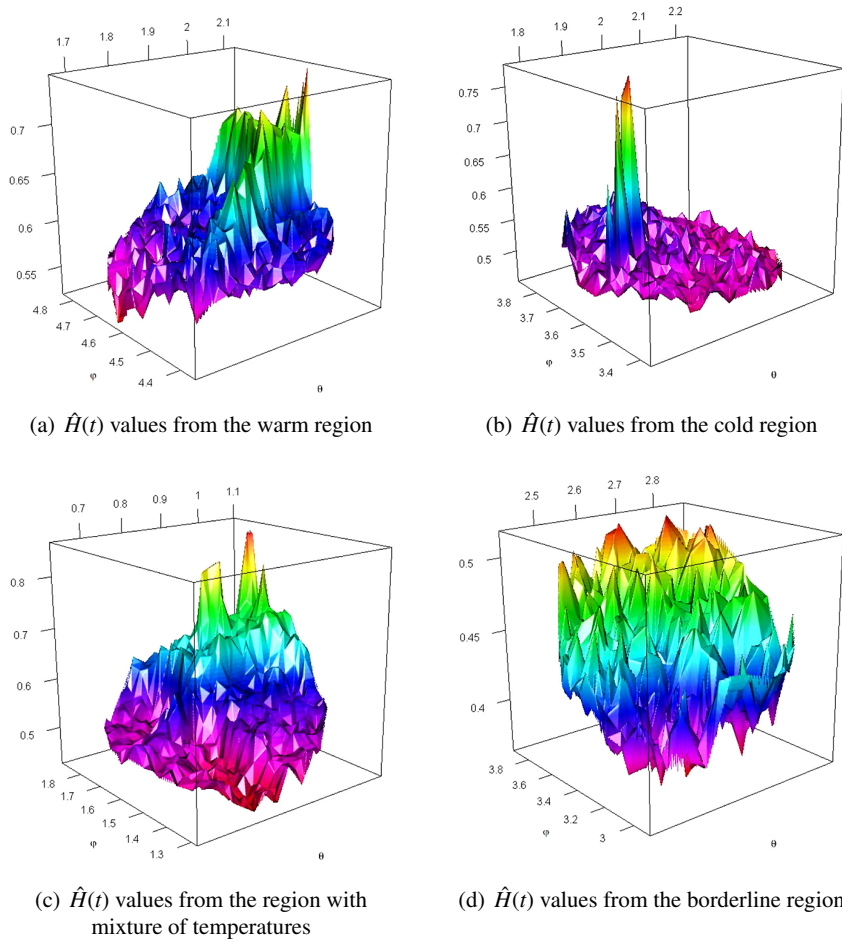 1.7 1.8 1.9 2 2.1
0.7
0.65
0.6
0.55
4.8
4.7
4.6
4.5
4.4
φ
θ
(a) Ĥ(t) values from the warm region
1.8 1.9 2 2.1 2.2
0.75
0.7
0.65
0.6
0.55
0.5
3.8
3.7
3.6
3.5
3.4
φ
θ
(b) Ĥ(t) values from the cold region
0.7 0.8 0.9 1 1.1
0.8
0.7
0.6
0.5
1.8
1.7
1.6
1.5
1.4
1.3
φ
θ
(c) Ĥ(t) values from the region with
mixture of temperatures
2.5 2.6 2.7 2.8
0.5
0.45
0.4
3.8
3.6
3.4
3.2
3
φ
θ
(d) Ĥ(t) values from the borderline region